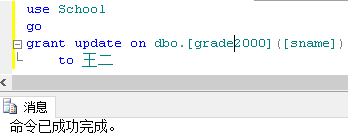 use School
go
grant update on dbo.[grade2000]([sname])
to 王二
消息
命令已成功完成。